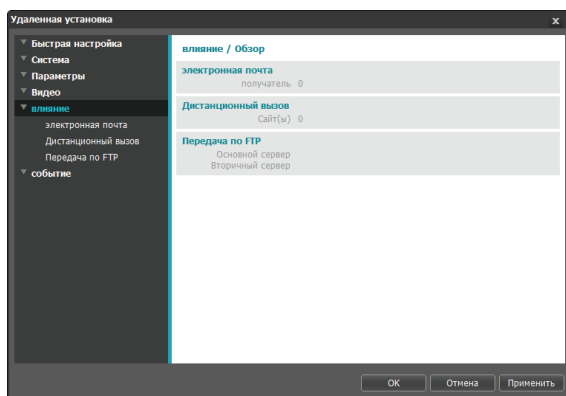 Удаленная установка
x
Быстрая настройка
Система
Параметры
Видео
влияние
электронная почта
Дистанционный вызов
Передача по FTP
событие
влияние / Обзор
электронная почта
получатель 0
Дистанционный вызов
Сайт(ы) 0
Передача по FTP
Основной сервер
Вторичный сервер
OK
Отмена
Применить